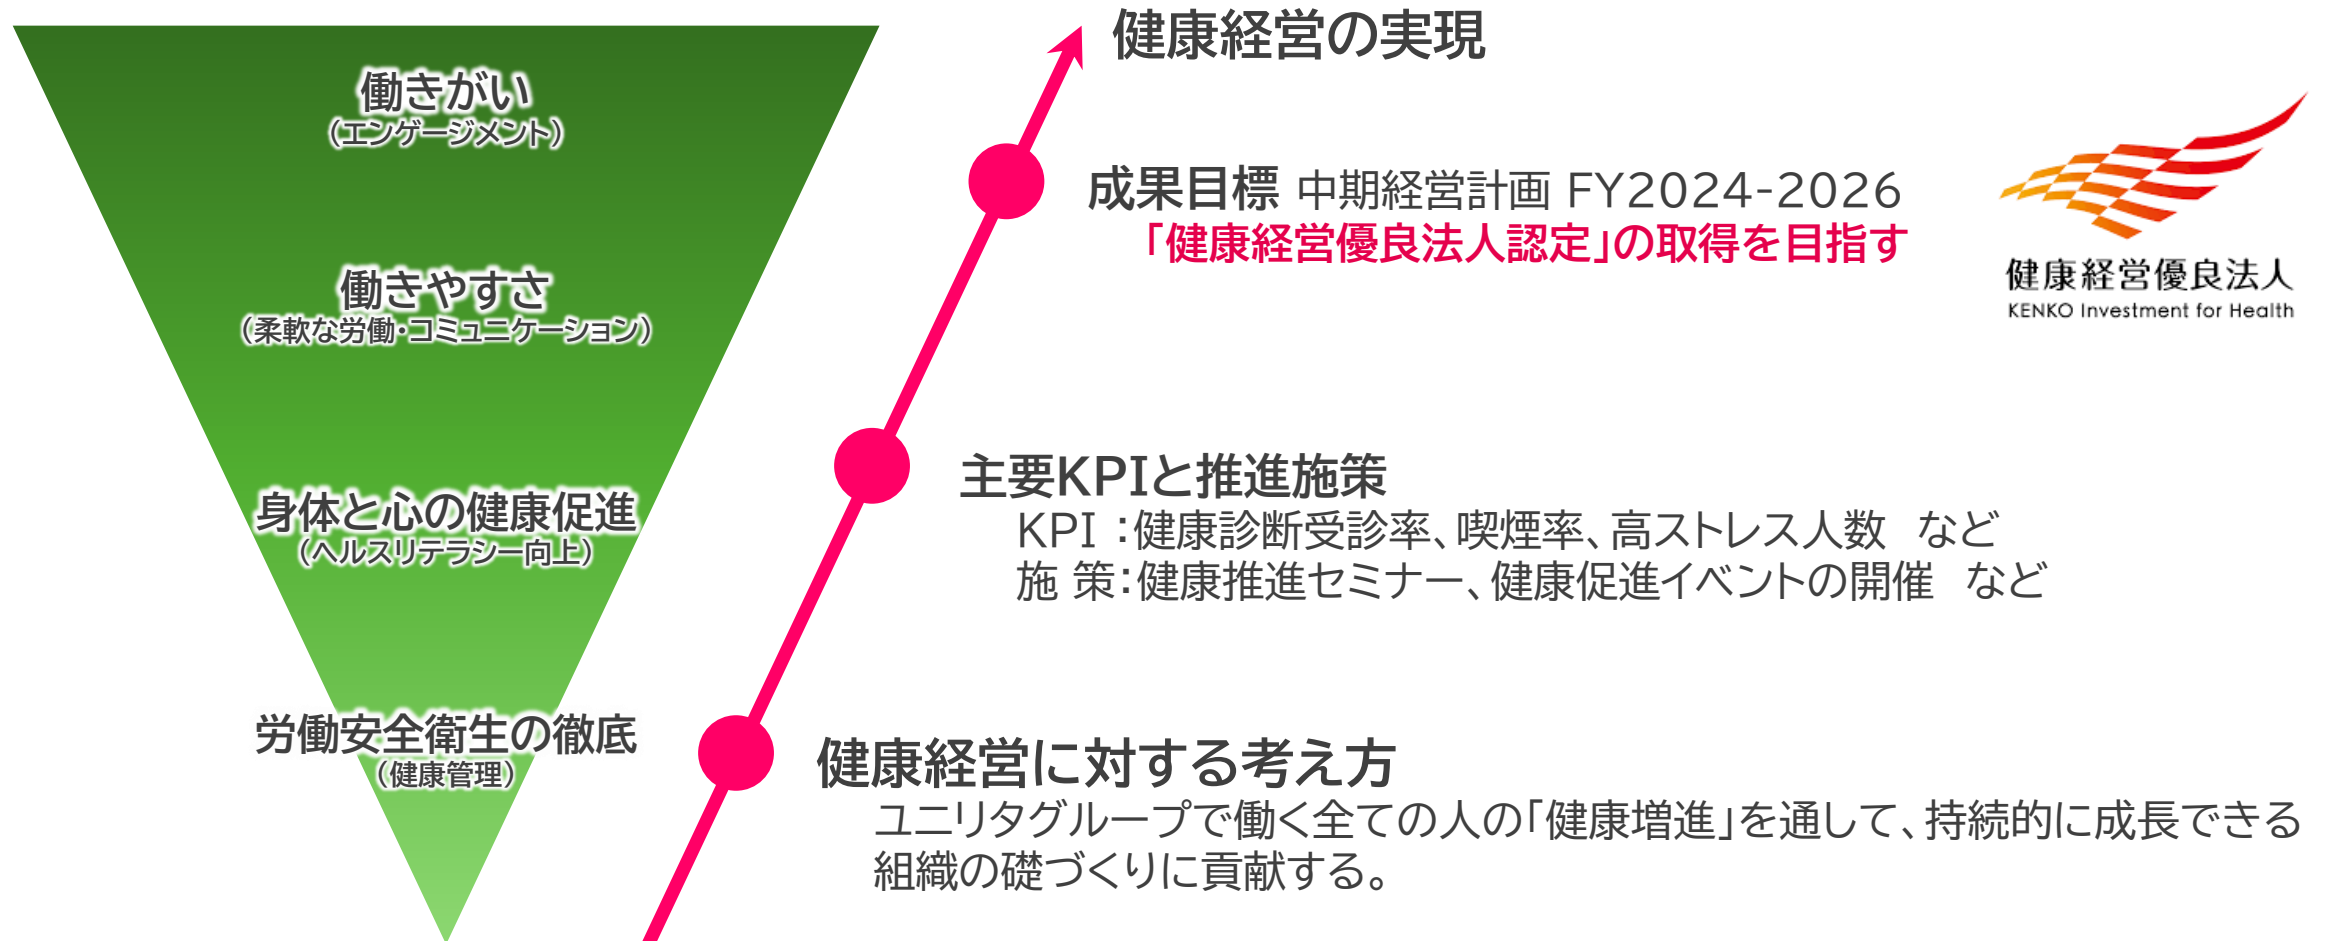 働きがい
（エンゲージメント）
働きやすさ
（柔軟な労働・コミュニケーション）
身体と心の健康促進
（ヘルスリテラシー向上）
労働安全衛生の徹底
（健康管理）
健康経営の実現
成果目標 中期経営計画 FY2024-2026
「健康経営優良法人認定」の取得を目指す
健康経営優良法人
KENKO Investment for Health
主要KPIと推進施策
KPI ：健康診断受診率、喫煙率、高ストレス人数　など
施 策：健康推進セミナー、健康促進イベントの開催　など
健康経営に対する考え方
ユニリタグループで働く全ての人の「健康増進」を通して、持続的に成長できる
組織の礎づくりに貢献する。